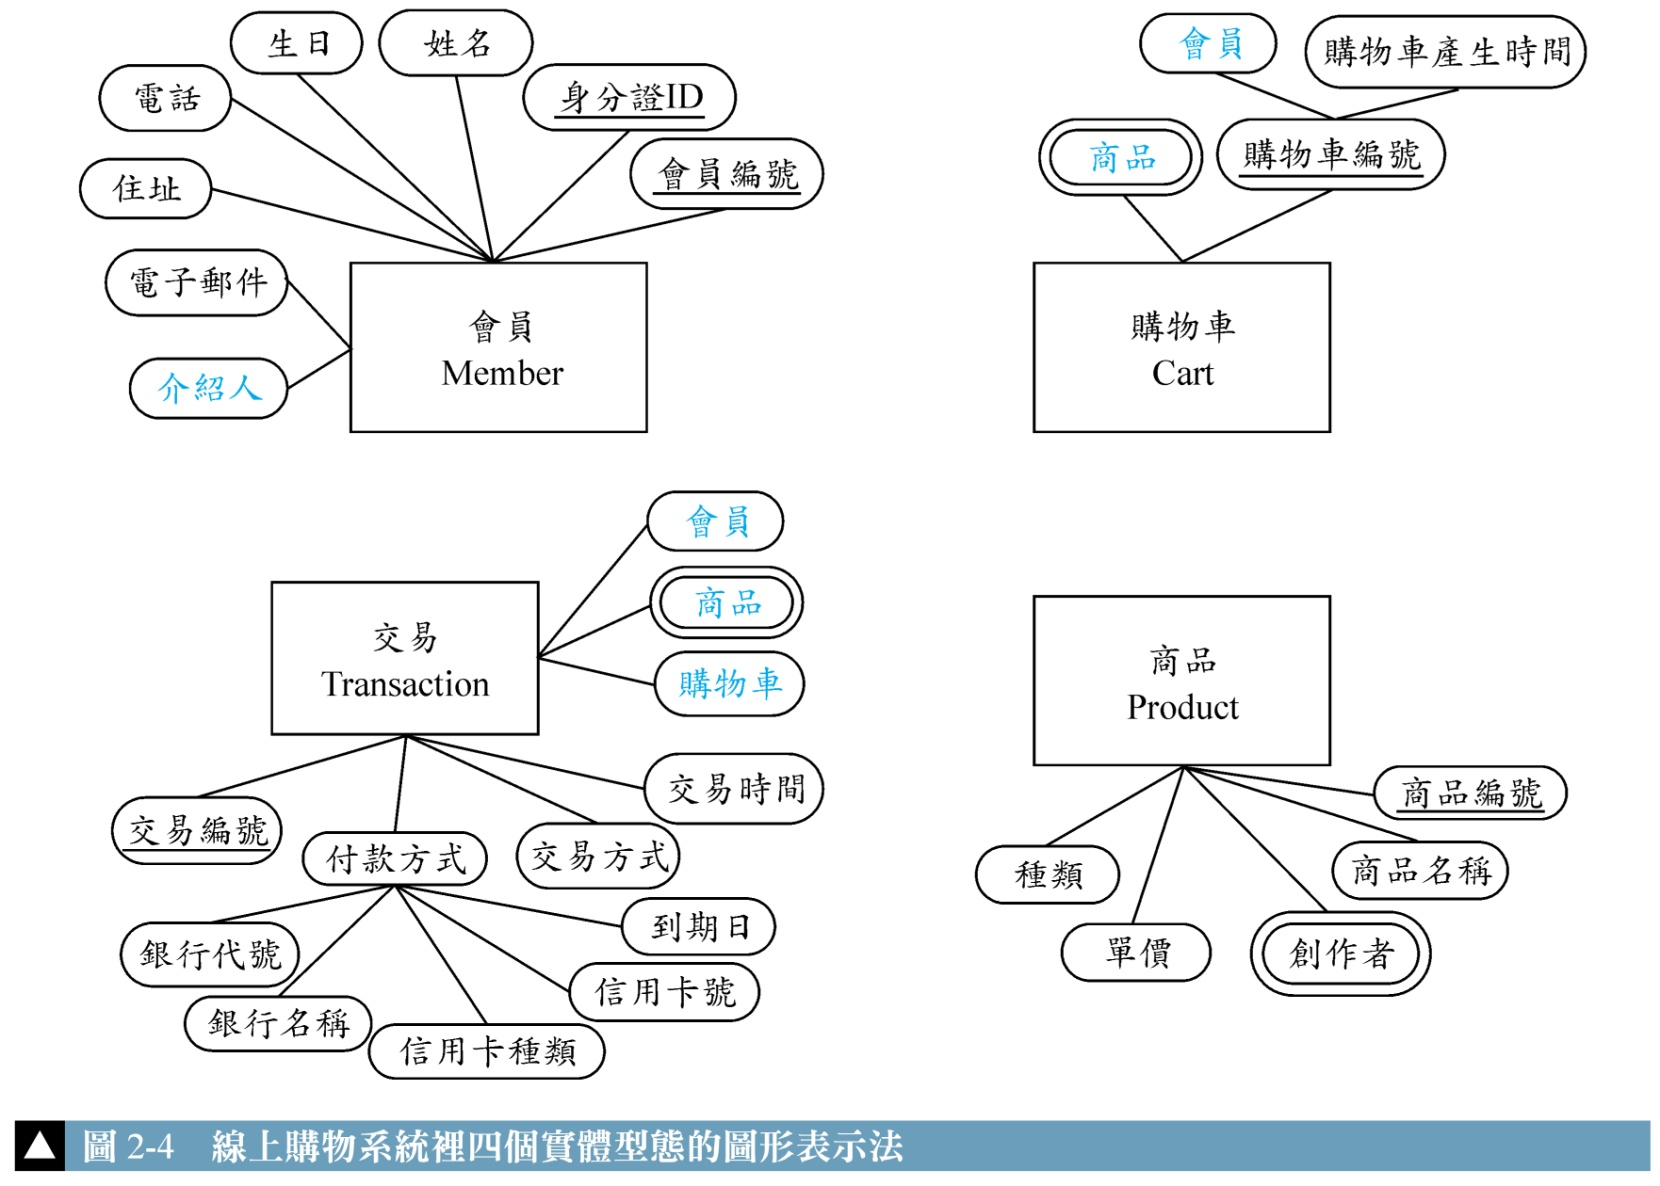 生日
姓名
電話
身分證ID
住址
會員編號
電子郵件
介紹人
會員
Member
會員
購物車產生時間
商品
購物車編號
購物車
Cart
交易
Transaction
會員
商品
購物車
交易時間
交易編號
付款方式
交易方式
到期日
銀行代號
信用卡號
銀行名稱
信用卡種類
商品
Product
商品編號
種類
商品名稱
單價
創作者
▲ 圖 2-4 線上購物系統裡四個實體型態的圖形表示法